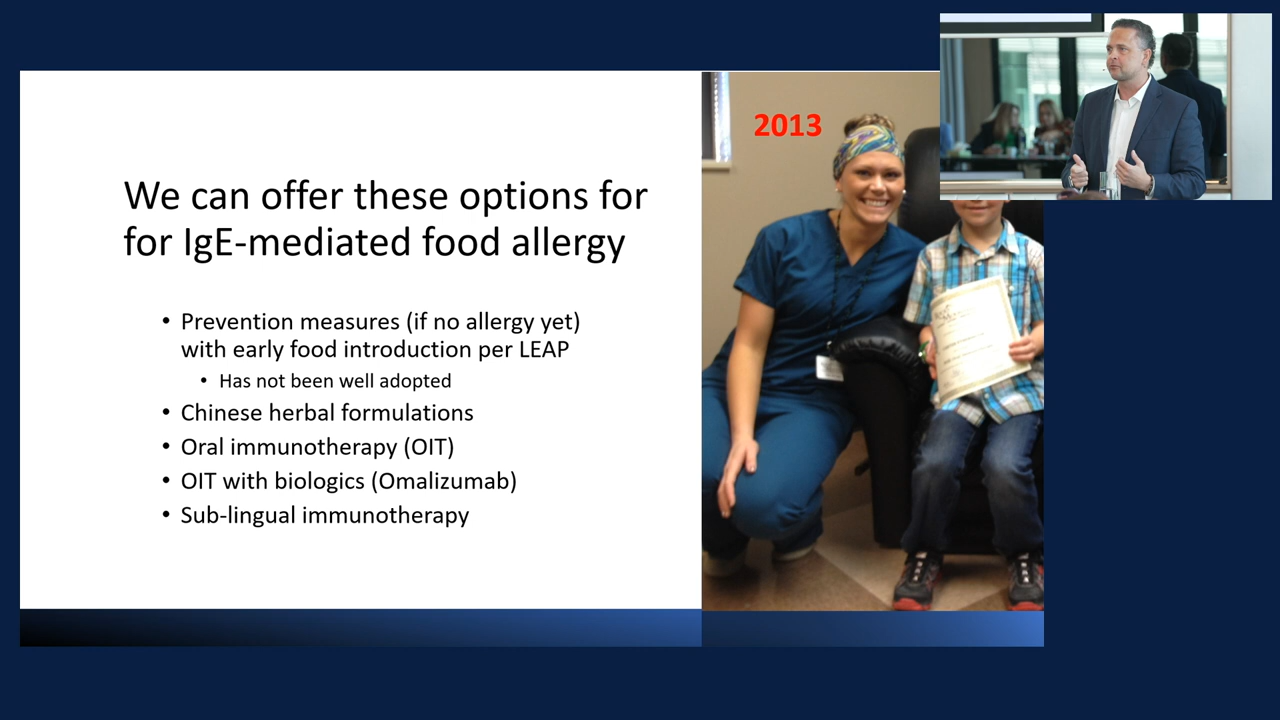 We can offer these options for
for IgE-mediated food allergy
• Prevention measures (if no allergy yet)
with early food introduction per LEAP
• Has not been well adopted
• Chinese herbal formulations
• Oral immunotherapy (OIT)
• OIT with biologics (Omalizumab)
• Sub-lingual immunotherapy
2013